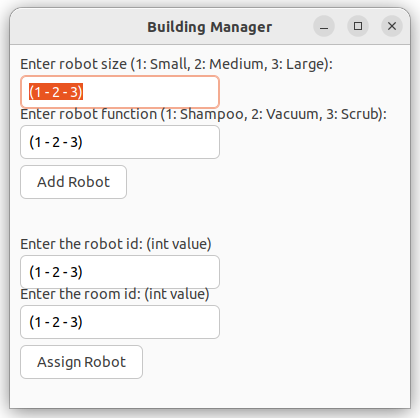 Building Manager
Enter robot size (1: Small, 2: Medium, 3: Large):
(1 - 2 - 3)
Enter robot function (1: Shampoo, 2: Vacuum, 3: Scrub):
(1 - 2 - 3)
Add Robot
Enter the robot id: (int value)
(1 - 2 - 3)
Enter the room id: (int value)
(1 - 2 - 3)
Assign Robot